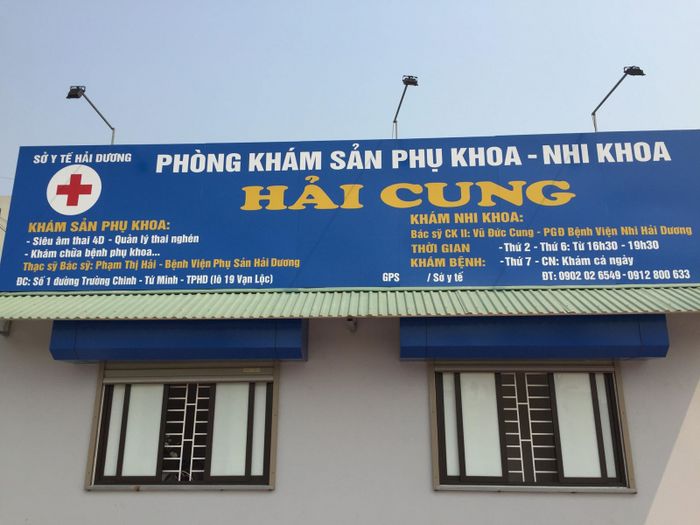 SỞ Y TẾ HẢI DƯƠNG
PHÒNG KHÁM SẢN PHỤ KHOA - NHI KHOA
HẢI CUNG
KHÁM SẢN PHỤ KHOA:
- Siêu âm thai 4D - Quản lý thai nghén
- Khám chữa bệnh phụ khoa...
Thạc sỹ Bác sỹ: Phạm Thị Hải - Bệnh Viện Phụ Sản Hải Dương
ĐC: Số 1 đường Trường Chinh - Tứ Minh - TPHD (lô 19 Vạn Lộc)
KHÁM NHI KHOA:
Bác sỹ CK II: Vũ Đức Cung - PGĐ Bệnh Viện Nhi Hải Dương
THỜI GIAN - Thứ 2 - Thứ 6: Từ 16h30 - 19h30
KHÁM BỆNH: - Thứ 7 - CN: Khám cả ngày
GPS / Sở y tế ĐT: 0902 02 6549 - 0912 800 633